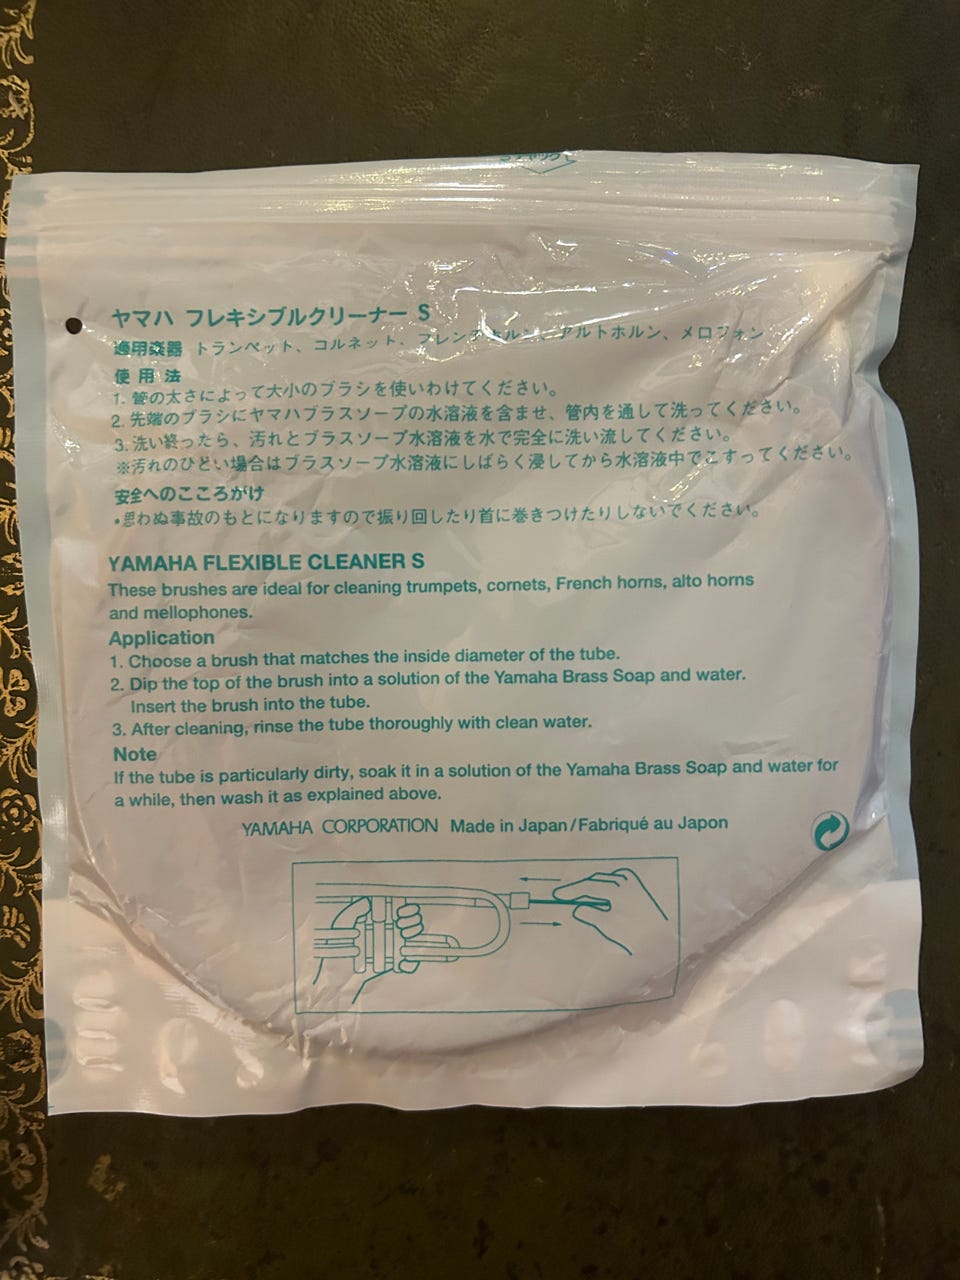 ヤマハ フレキシブルクリーナー S
適用楽器 トランペット、コルネット、フレンチホルン、アルトホルン、メロフォン
使用法
1. 管の太さによって大小のブラシを使いわけてください。
2. 先端のブラシにヤマハブラスソープの水溶液を含ませ、管内を通して洗ってください。
3. 洗い終ったら、汚れとブラスソープ水溶液を水で完全に洗い流してください。
※汚れのひどい場合はブラスソープ水溶液にしばらく浸してから水溶液中でこすってください。
安全へのこころがけ
•思わぬ事故のもとになりますので振り回したり首に巻きつけたりしないでください。
YAMAHA FLEXIBLE CLEANER S
These brushes are ideal for cleaning trumpets, cornets, French horns, alto horns
and mellophones.
Application
1. Choose a brush that matches the inside diameter of the tube.
2. Dip the top of the brush into a solution of the Yamaha Brass Soap and water.
Insert the brush into the tube.
3. After cleaning, rinse the tube thoroughly with clean water.
Note
If the tube is particularly dirty, soak it in a solution of the Yamaha Brass Soap and water for
a while, then wash it as explained above.
YAMAHA CORPORATION Made in Japan/Fabriqué au Japon